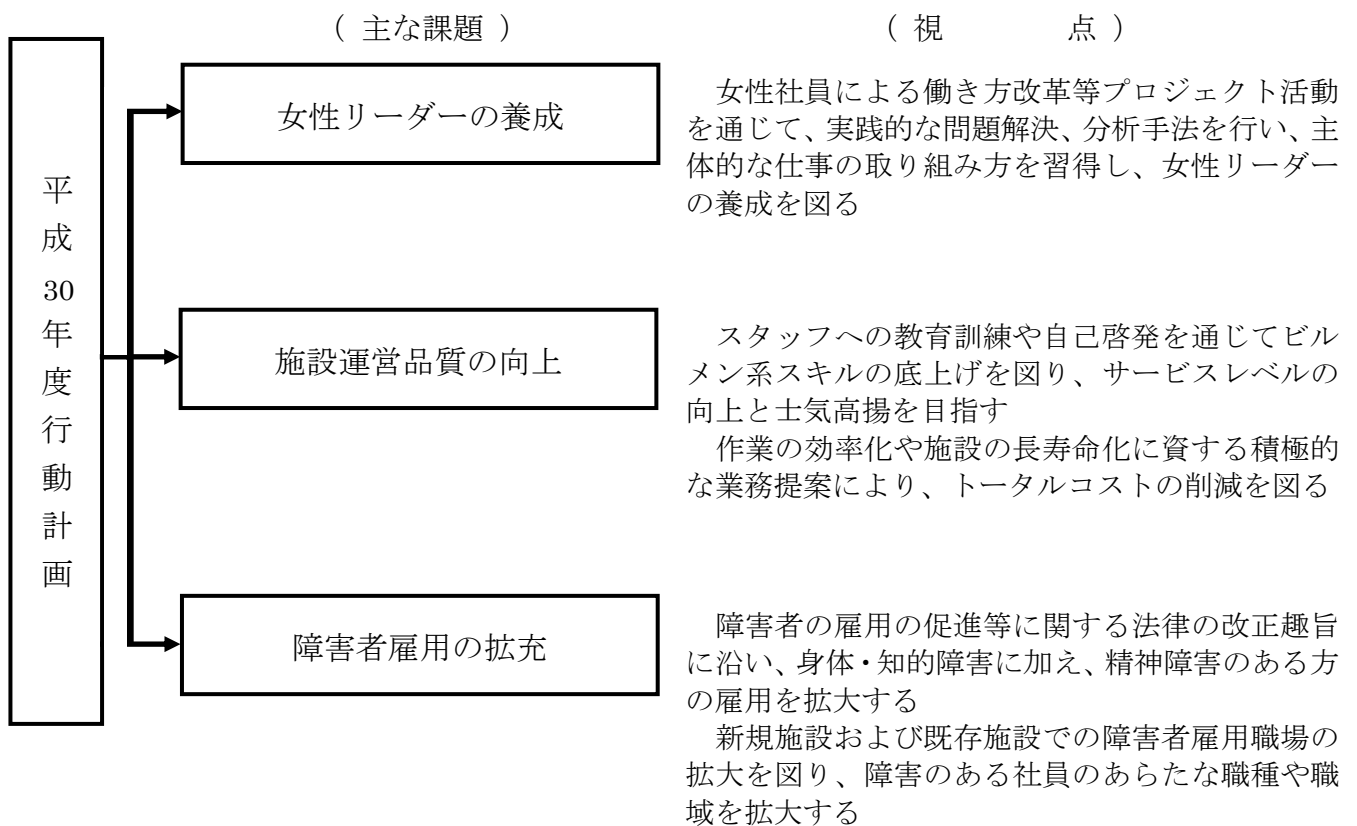 ( 主な課題 )
( 視 点 )
平成30年度行動計画
女性リーダーの養成
女性社員による働き方改革等プロジェクト活動
を通じて、実践的な問題解決、分析手法を行い、主
体的な仕事の取り組み方を習得し、女性リーダー
の養成を図る
施設運営品質の向上
スタッフへの教育訓練や自己啓発を通じてビル
メン系スキルの底上げを図り、サービスレベルの
向上と士気高揚を目指す
作業の効率化や施設の長寿命化に資する積極的
な業務提案により、トータルコストの削減を図る
障害者雇用の拡充
障害者の雇用の促進等に関する法律の改正趣旨
に沿い、身体・知的障害に加え、精神障害のある方
の雇用を拡大する
新規施設および既存施設での障害者雇用職場の
拡大を図り、障害のある社員のあらたな職種や職
域を拡大する